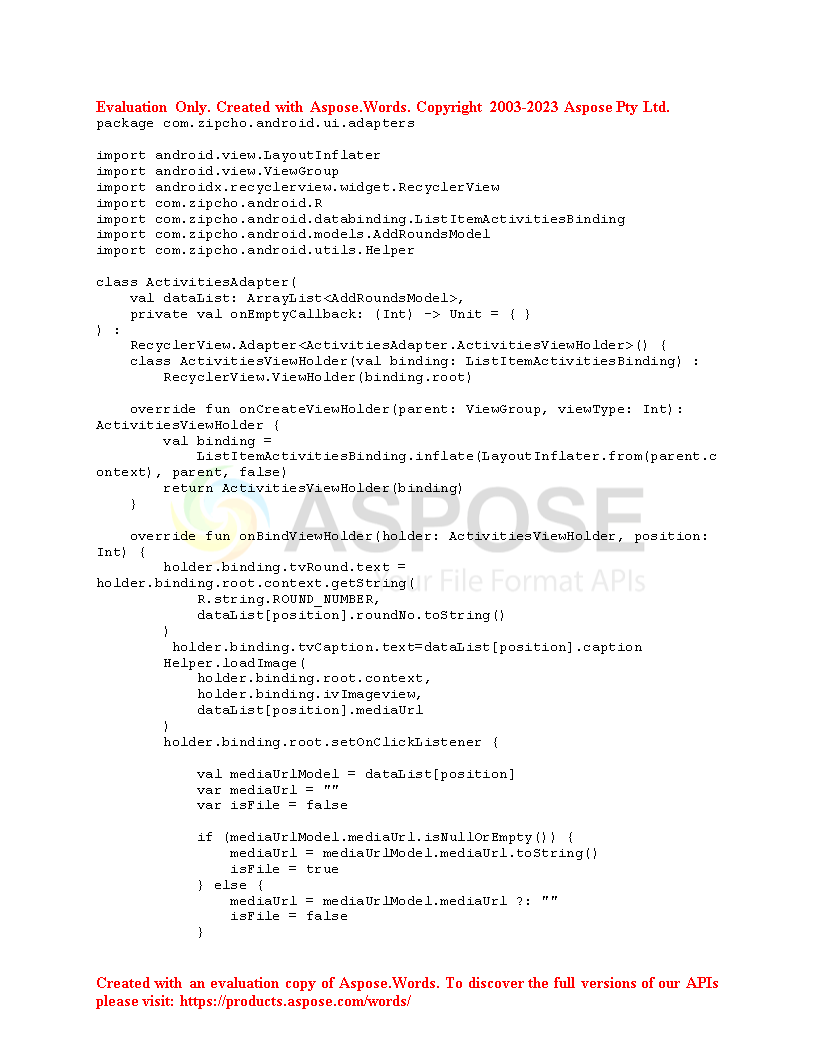 Evaluation Only. Created with Aspose.Words. Copyright 2003-2023 Aspose Pty Ltd.
package com.zipcho.android.ui.adapters

import android.view.LayoutInflater
import android.view.ViewGroup
import androidx.recyclerview.widget.RecyclerView
import com.zipcho.android.R
import com.zipcho.android.databinding.ListItemActivitiesBinding
import com.zipcho.android.models.AddRoundsModel
import com.zipcho.android.utils.Helper

class ActivitiesAdapter(
    val dataList: ArrayList<AddRoundsModel>,
    private val onEmptyCallback: (Int) -> Unit = { }
) :
    RecyclerView.Adapter<ActivitiesAdapter.ActivitiesViewHolder>() {
    class ActivitiesViewHolder(val binding: ListItemActivitiesBinding) :
        RecyclerView.ViewHolder(binding.root)

    override fun onCreateViewHolder(parent: ViewGroup, viewType: Int):
ActivitiesViewHolder {
        val binding =
            ListItemActivitiesBinding.inflate(LayoutInflater.from(parent.c
ontext), parent, false)
        return ActivitiesViewHolder(binding)
    }
ASPOSE
    override fun onBindViewHolder(holder: ActivitiesViewHolder, position:
Int) {
        holder.binding.tvRound.text =
holder.binding.root.context.getString(
Your File Format APIs
            R.string.ROUND_NUMBER,
            dataList[position].roundNo.toString()
        )
         holder.binding.tvCaption.text=dataList[position].caption
        Helper.loadImage(
            holder.binding.root.context,
            holder.binding.ivImageview,
            dataList[position].mediaUrl
        )
        holder.binding.root.setOnClickListener {

            val mediaUrlModel = dataList[position]
            var mediaUrl = ""
            var isFile = false

            if (mediaUrlModel.mediaUrl.isNullOrEmpty()) {
                mediaUrl = mediaUrlModel.mediaUrl.toString()
                isFile = true
            } else {
                mediaUrl = mediaUrlModel.mediaUrl ?: ""
                isFile = false
            }

Created with an evaluation copy of Aspose.Words. To discover the full versions of our APIs
please visit: https://products.aspose.com/words/